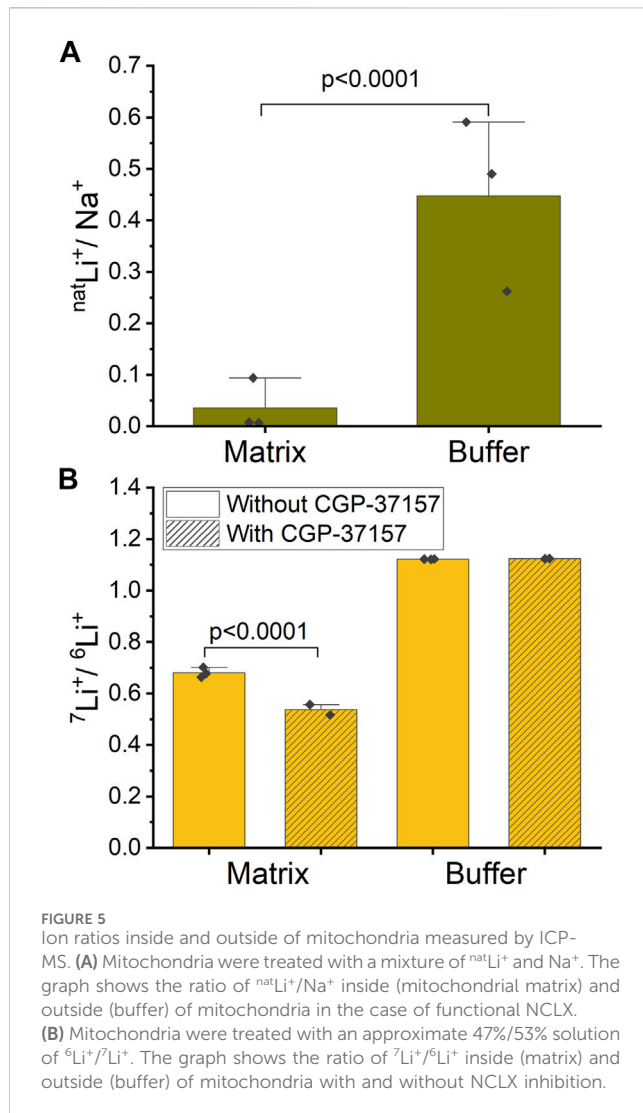 A
0.7
0.6
0.5
0.4
0.3
0.2
0.1
0.0
ⁿᵃᵗLi⁺/ Na⁺
p<0.0001
Matrix
Buffer
B
1.4
1.2
1.0
0.8
0.6
0.4
0.2
0.0
⁷Li⁺/ ⁶Li⁺
Without CGP-37157
With CGP-37157
p<0.0001
Matrix
Buffer
FIGURE 5
Ion ratios inside and outside of mitochondria measured by ICP-
MS. (A) Mitochondria were treated with a mixture of ⁿᵃᵗLi⁺ and Na⁺. The
graph shows the ratio of ⁿᵃᵗLi⁺/Na⁺ inside (mitochondrial matrix) and
outside (buffer) of mitochondria in the case of functional NCLX.
(B) Mitochondria were treated with an approximate 47%/53% solution
of ⁶Li⁺/⁷Li⁺. The graph shows the ratio of ⁷Li⁺/⁶Li⁺ inside (matrix) and
outside (buffer) of mitochondria with and without NCLX inhibition.